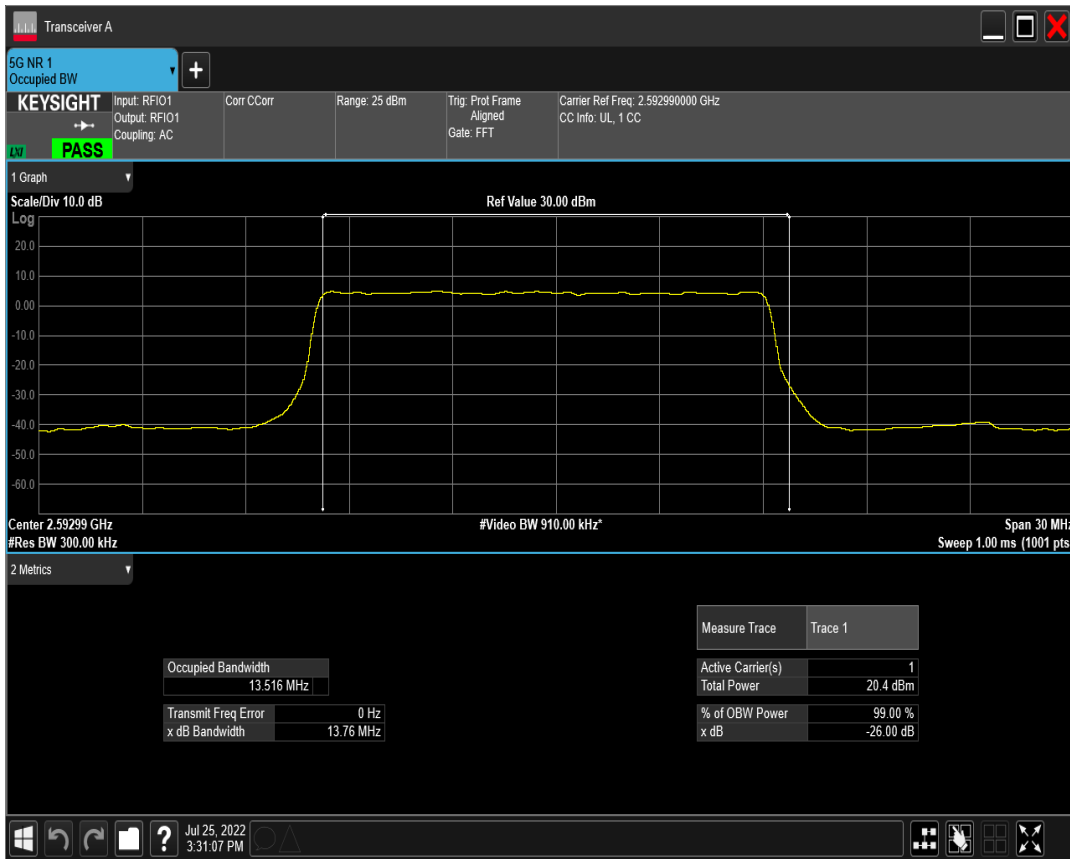 Transceiver A
5G NR 1
Occupied BW
+
KEYSIGHT
LXI
PASS
Input: RFIO1
Output: RFIO1
Coupling: AC
Corr CCorr
Range: 25 dBm
Trig: Prot Frame
Aligned
Gate: FFT
Carrier Ref Freq: 2.592990000 GHz
CC Info: UL, 1 CC
1 Graph
Scale/Div 10.0 dB
Ref Value 30.00 dBm
Log
20.0
10.0
0.00
-10.0
-20.0
-30.0
-40.0
-50.0
-60.0
Center 2.59299 GHz
#Video BW 910.00 kHz*
Span 30 MHz
#Res BW 300.00 kHz
Sweep 1.00 ms (1001 pts
2 Metrics
Measure Trace Trace 1
Occupied Bandwidth
13.516 MHz
Active Carrier(s) 1
Total Power 20.4 dBm
Transmit Freq Error 0 Hz
x dB Bandwidth 13.76 MHz
% of OBW Power 99.00 %
x dB -26.00 dB
?
Jul 25, 2022
3:31:07 PM